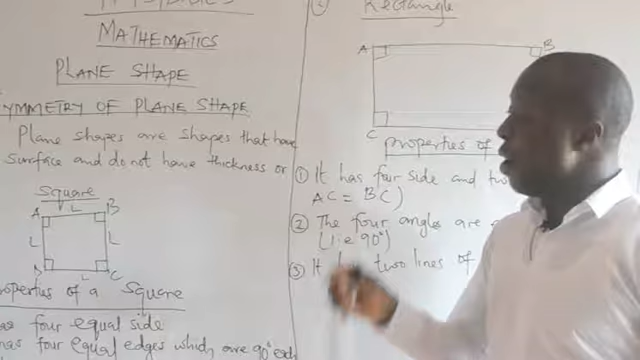 MATHEMATICS
PLANE SHAPE
SYMMETRY OF PLANE SHAPE
Plane shapes are shapes that have
surface and do not have thickness or
Square
L
A
B
L
L
L
C
Properties of a Square
has four equal side
has four equal edges which are 90° each
Rectangle
A
B
C
properties of
① It has four side and two
AC = BC)
② The four angles are
(i.e 90°)
③ It two lines of